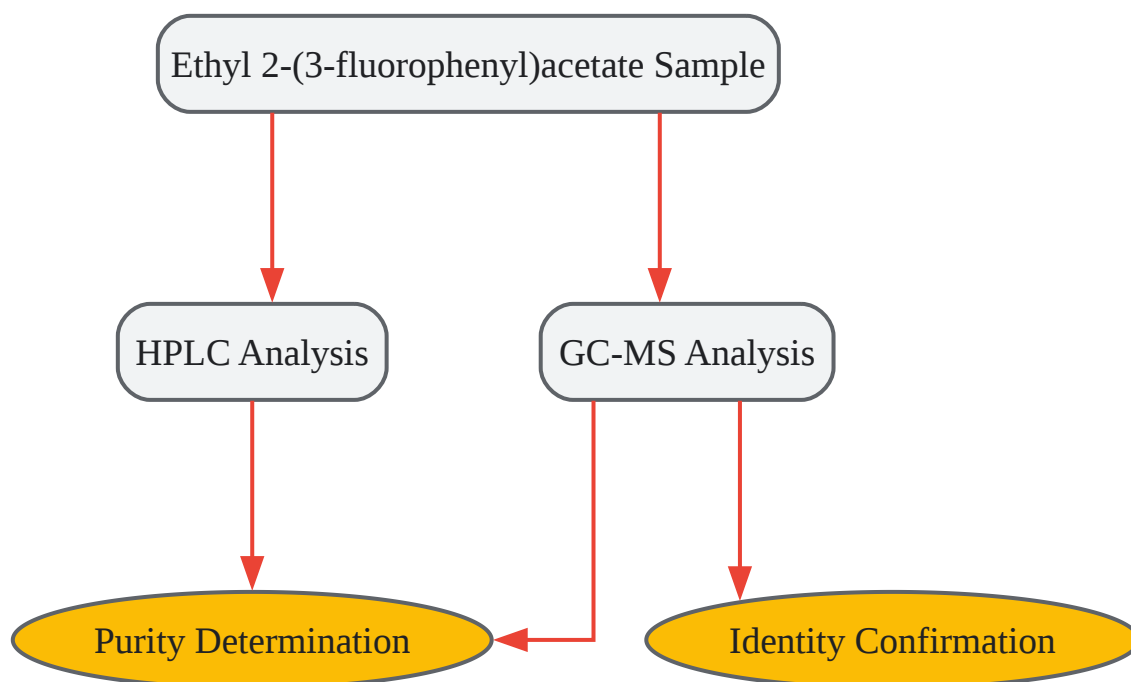 Ethyl 2-(3-fluorophenyl)acetate Sample
HPLC Analysis
GC-MS Analysis
Purity Determination
Identity Confirmation